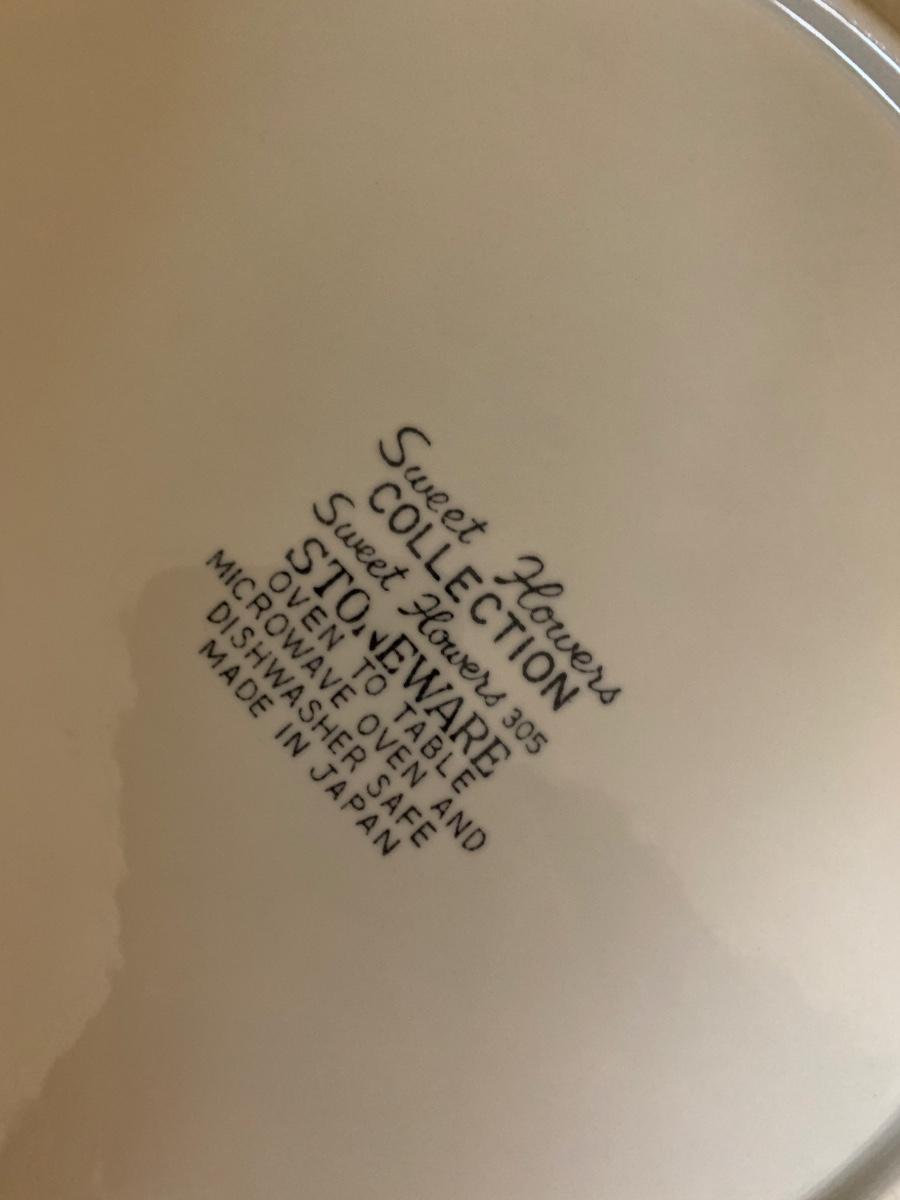 Sweet Flowers
COLLECTION
Sweet Flowers 305
STONEWARE
OVEN TO TABLE
MICROWAVE OVEN AND
DISHWASHER SAFE
MADE IN JAPAN